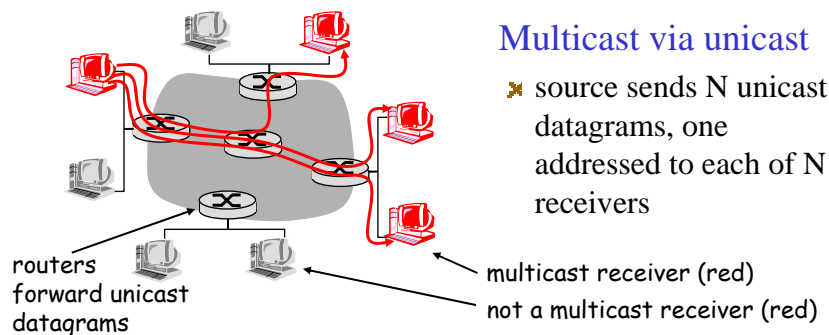 Multicast via unicast
source sends N unicast
datagrams, one
addressed to each of N
receivers
routers
forward unicast
datagrams
multicast receiver (red)
not a multicast receiver (red)